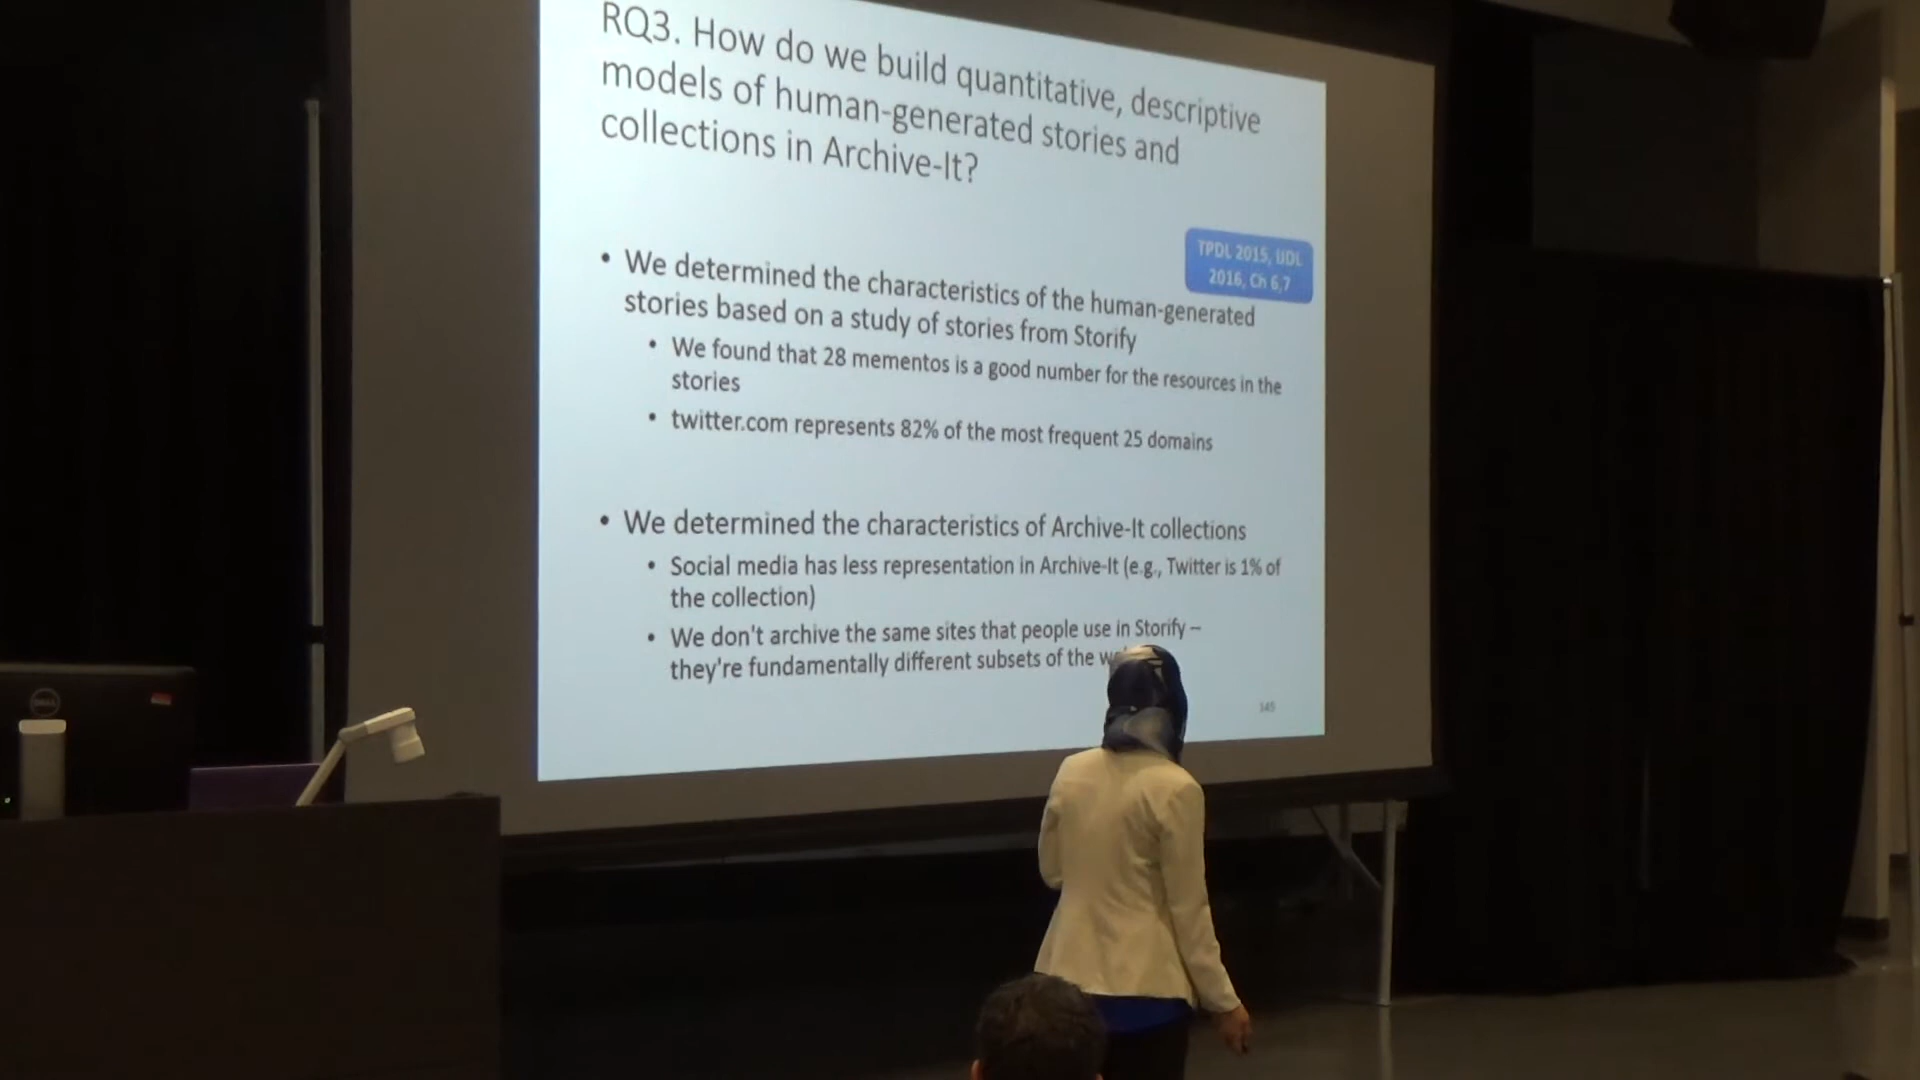 RQ3. How do we build quantitative, descriptive
models of human-generated stories and
collections in Archive-It?
TPDL 2015, IJDL
2016, Ch 6,7
• We determined the characteristics of the human-generated
stories based on a study of stories from Storify
• We found that 28 mementos is a good number for the resources in the
stories
• twitter.com represents 82% of the most frequent 25 domains
• We determined the characteristics of Archive-It collections
• Social media has less representation in Archive-It (e.g., Twitter is 1% of
the collection)
• We don't archive the same sites that people use in Storify –
they're fundamentally different subsets of the
145
DELL